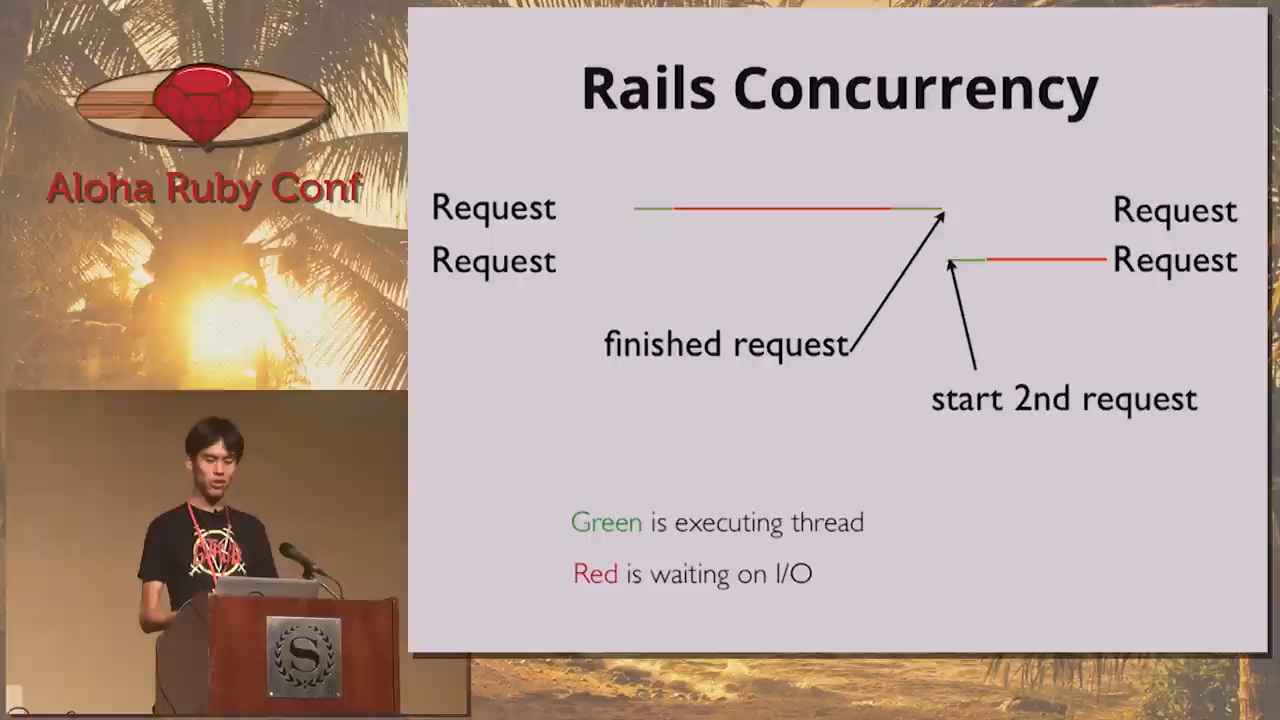 Aloha Ruby Conf
Rails Concurrency
Request
Request
Request
Request
finished request
start 2nd request
Green is executing thread
Red is waiting on I/O
S